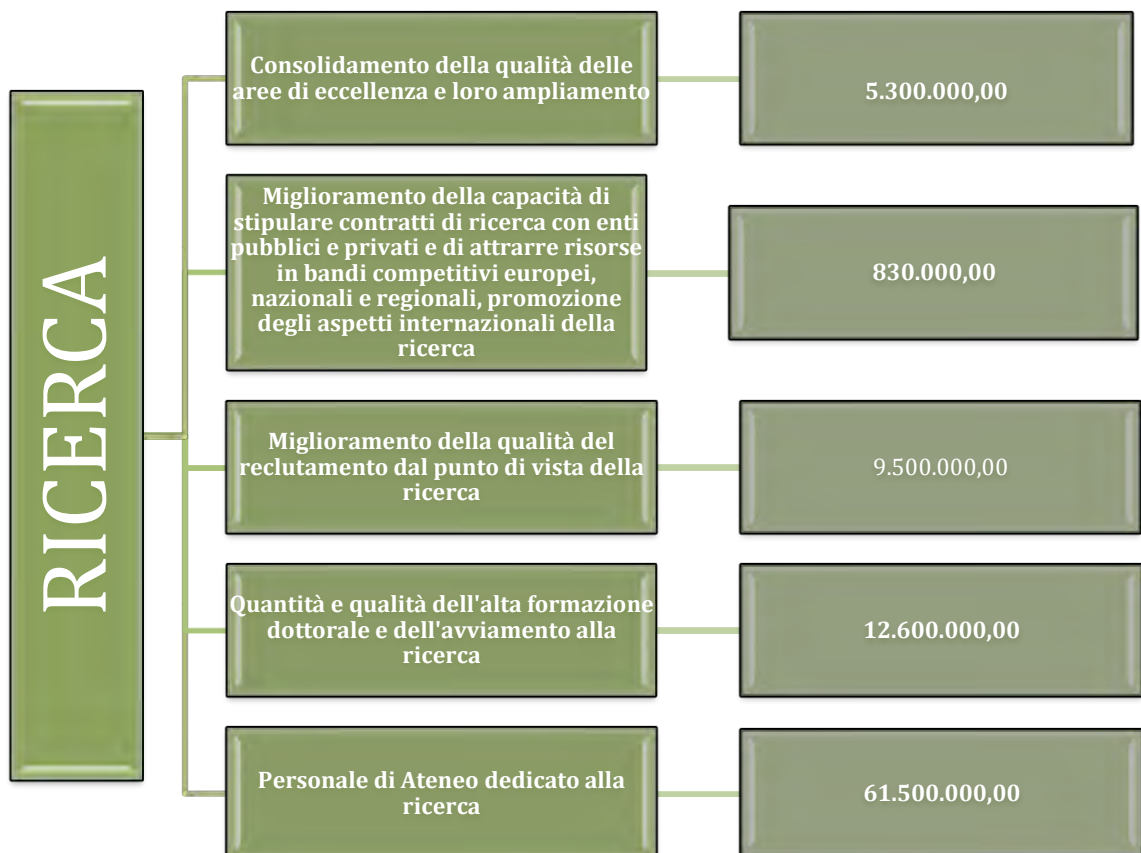 RICERCA
Consolidamento della qualità delle
aree di eccellenza e loro ampliamento
5.300.000,00
Miglioramento della capacità di
stipulare contratti di ricerca con enti
pubblici e privati e di attrarre risorse
in bandi competitivi europei,
nazionali e regionali, promozione
degli aspetti internazionali della
ricerca
830.000,00
Miglioramento della qualità del
reclutamento dal punto di vista della
ricerca
9.500.000,00
Quantità e qualità dell'alta formazione
dottorale e dell'avviamento alla
ricerca
12.600.000,00
Personale di Ateneo dedicato alla
ricerca
61.500.000,00